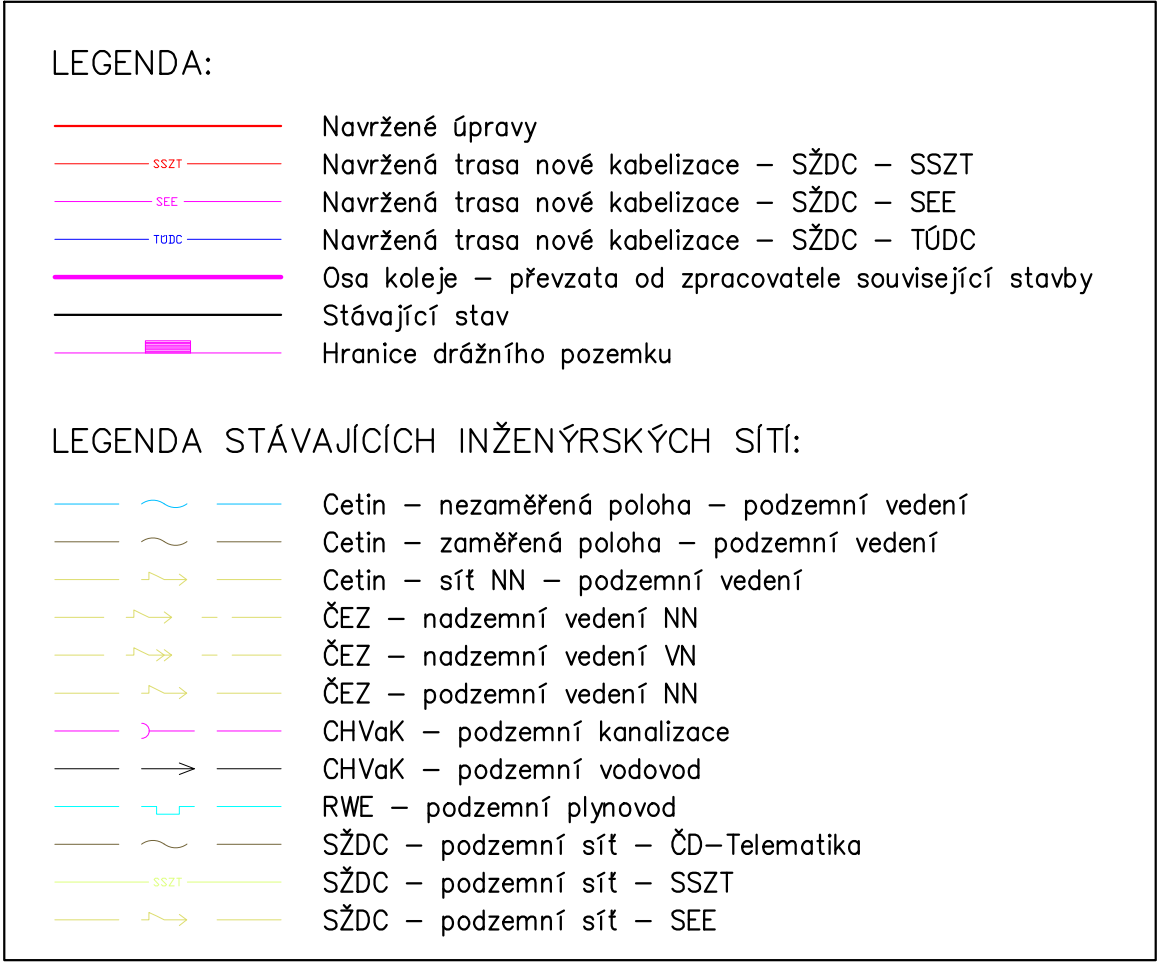 LEGENDA:
Navržené úpravy
SSZT Navržená trasa nové kabelizace – SŽDC – SSZT
SEE Navržená trasa nové kabelizace – SŽDC – SEE
TÚDC Navržená trasa nové kabelizace – SŽDC – TÚDC
Osa koleje – převzata od zpracovatele související stavby
Stávající stav
Hranice drážního pozemku
LEGENDA STÁVAJÍCÍCH INŽENÝRSKÝCH SÍTÍ:
Cetin – nezaměřená poloha – podzemní vedení
Cetin – zaměřená poloha – podzemní vedení
Cetin – síť NN – podzemní vedení
ČEZ – nadzemní vedení NN
ČEZ – nadzemní vedení VN
ČEZ – podzemní vedení NN
CHVaK – podzemní kanalizace
CHVaK – podzemní vodovod
RWE – podzemní plynovod
SŽDC – podzemní síť – ČD–Telematika
SSZT SŽDC – podzemní síť – SSZT
SŽDC – podzemní síť – SEE